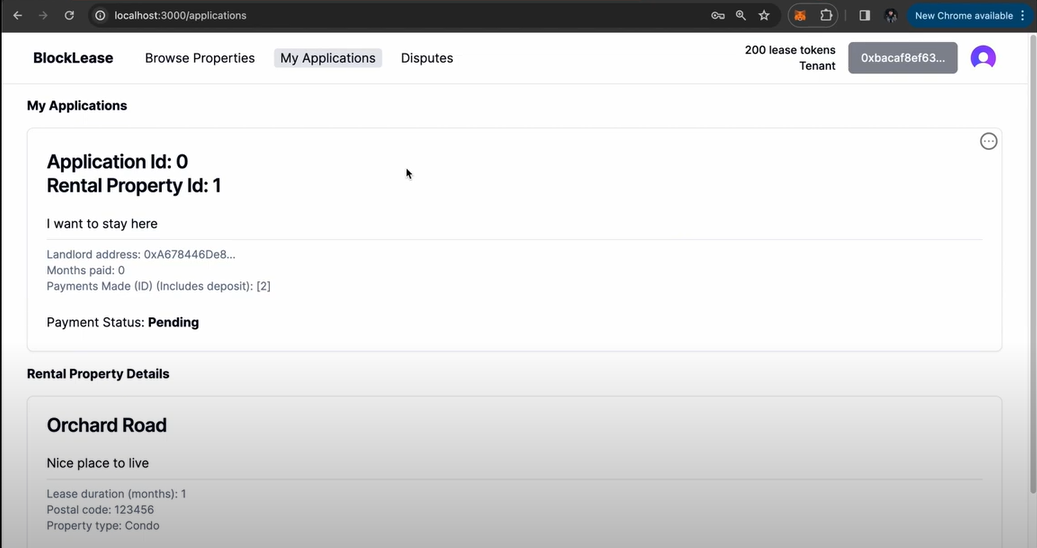 localhost:3000/applications
New Chrome available
BlockLease
Browse Properties
My Applications
Disputes
200 lease tokens
Tenant
0xbacaf8ef63...
My Applications
Application Id: 0
Rental Property Id: 1
I want to stay here
Landlord address: 0xA678446De8...
Months paid: 0
Payments Made (ID) (Includes deposit): [2]
Payment Status: Pending
Rental Property Details
Orchard Road
Nice place to live
Lease duration (months): 1
Postal code: 123456
Property type: Condo